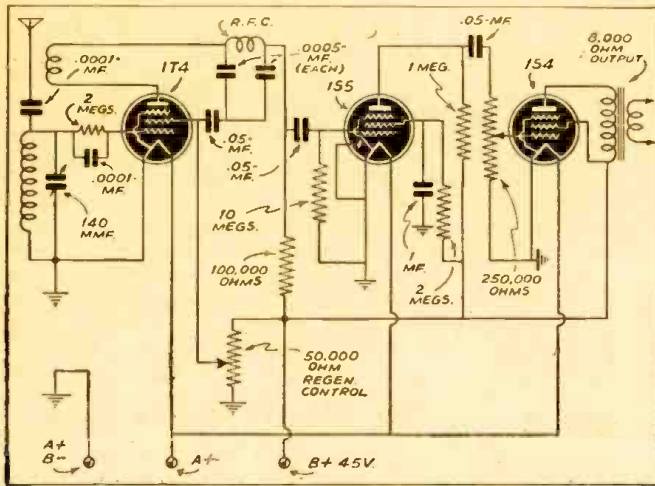 R.F.C.
.0001-
MF.
1T4
.0005-
MF.
(EACH)
1S5
.05-MF.
1 MEG.
1S4
8,000
OHM
OUTPUT
2
MEGS.
.05-
MF.
.05-
MF.
.0001-
MF.
140
MMF.
10
MEGS.
100,000
OHMS
1
MF.
2
MEGS.
250,000
OHMS
50,000
OHM
REGEN.
CONTROL
A+
B-
A+
B+ 45V.